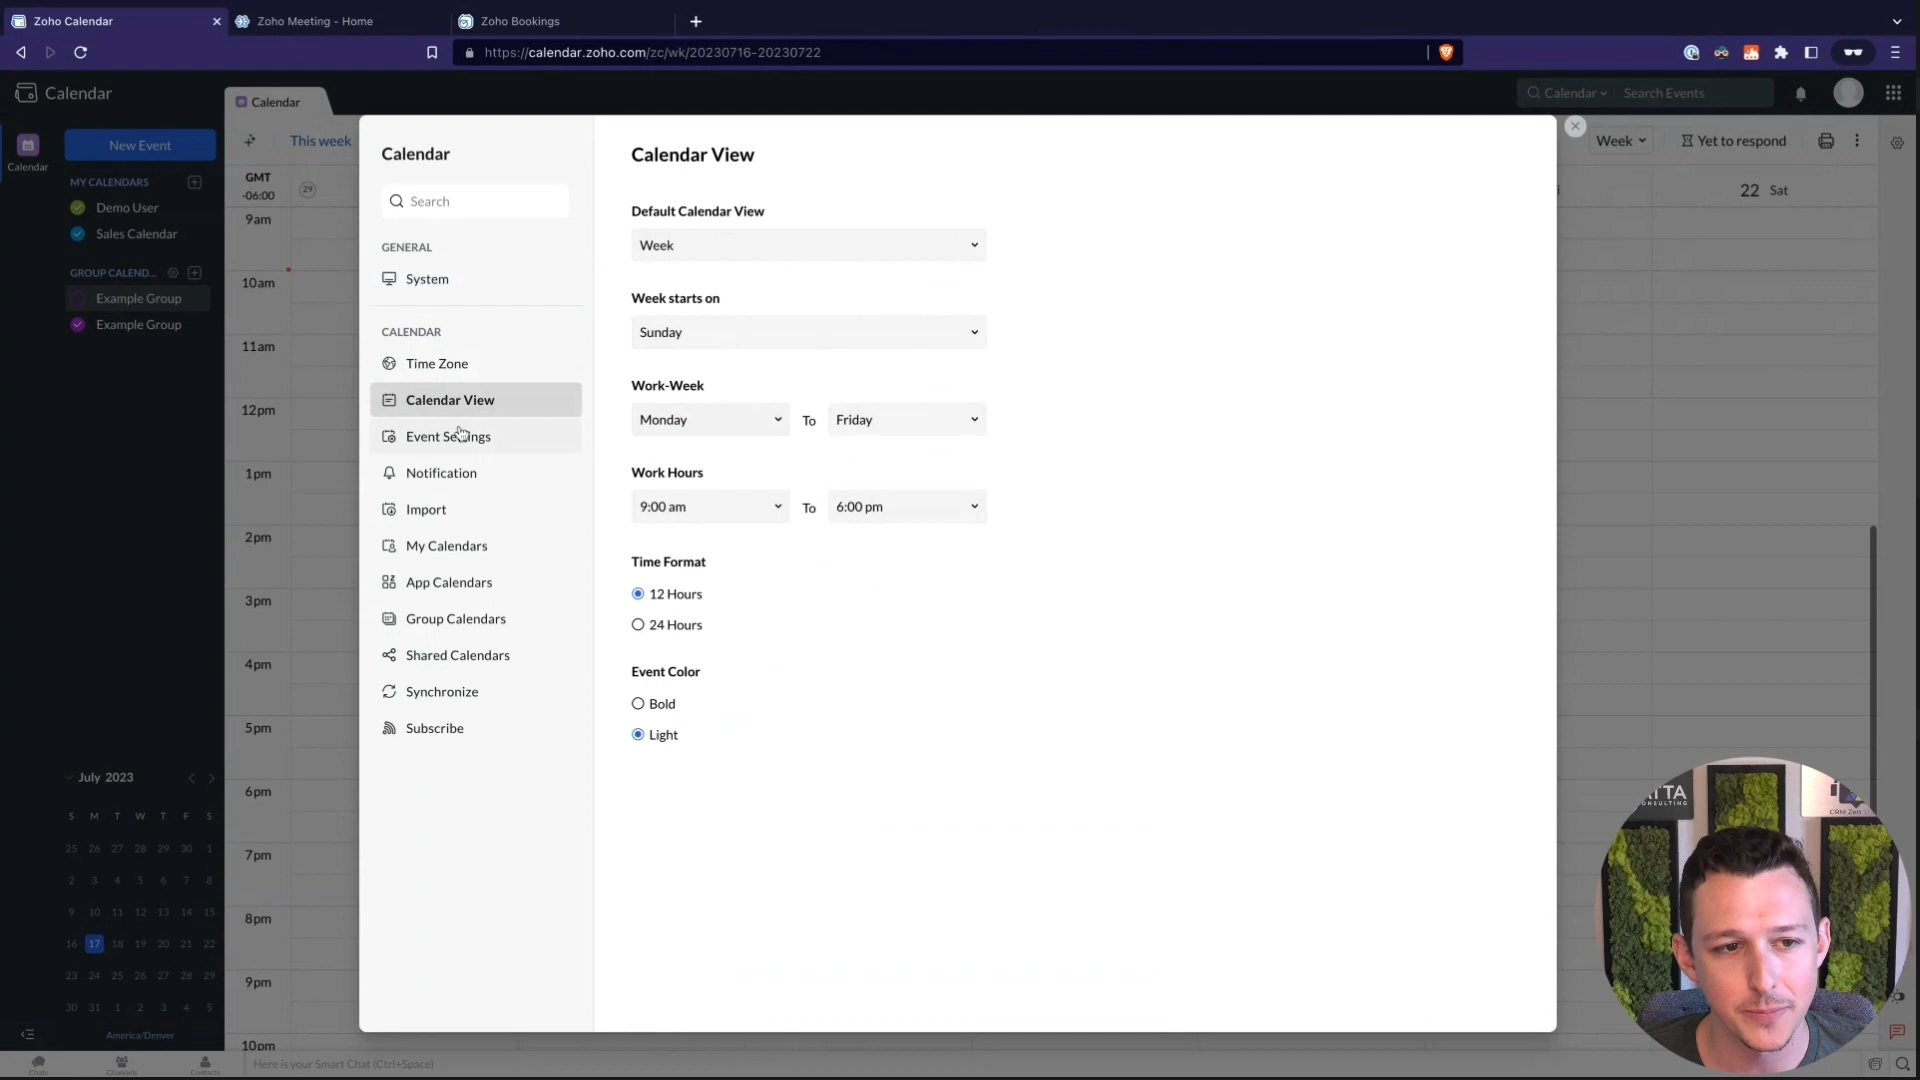 Zoho Calendar
Zoho Meeting - Home
Zoho Bookings
https://calendar.zoho.com/zc/wk/20230716-20230722
Calendar
Calendar
Calendar
Search Events
Calendar
New Event
MY CALENDARS
Demo User
Sales Calendar
GROUP CALEND...
Example Group
Example Group
This week
Week
Yet to respond
GMT
-06:00
29
22 Sat
9am
10am
11am
12pm
1pm
2pm
3pm
4pm
5pm
6pm
7pm
8pm
9pm
10pm
Calendar
Search
GENERAL
System
CALENDAR
Time Zone
Calendar View
Event Settings
Notification
Import
My Calendars
App Calendars
Group Calendars
Shared Calendars
Synchronize
Subscribe
Calendar View
Default Calendar View
Week
Week starts on
Sunday
Work-Week
Monday To Friday
Work Hours
9:00 am To 6:00 pm
Time Format
12 Hours
24 Hours
Event Color
Bold
Light
July 2023
S M T W T F S
25 26 27 28 29 30 1
2 3 4 5 6 7 8
9 10 11 12 13 14 15
16 17 18 19 20 21 22
23 24 25 26 27 28 29
30 31 1 2 3 4 5
America/Denver
Chats
Channels
Contacts
Here is your Smart Chat (Ctrl+Space)
CRM Zen